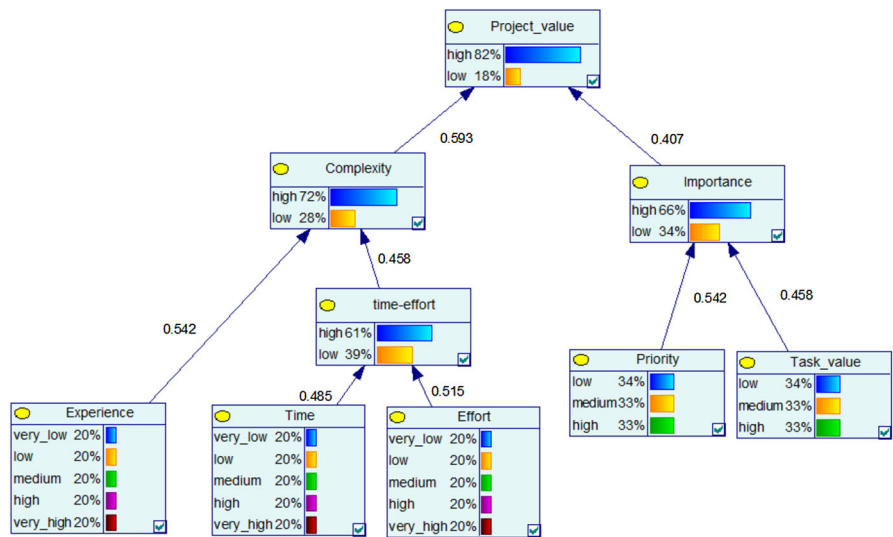 Project_value
high 82%
low 18%
0.593
0.407
Complexity
high 72%
low 28%
Importance
high 66%
low 34%
0.458
0.542
0.542
0.458
time-effort
high 61%
low 39%
0.485
0.515
Priority
low 34%
medium 33%
high 33%
Task_value
low 34%
medium 33%
high 33%
Experience
very_low 20%
low 20%
medium 20%
high 20%
very_high 20%
Time
very_low 20%
low 20%
medium 20%
high 20%
very_high 20%
Effort
very_low 20%
low 20%
medium 20%
high 20%
very_high 20%